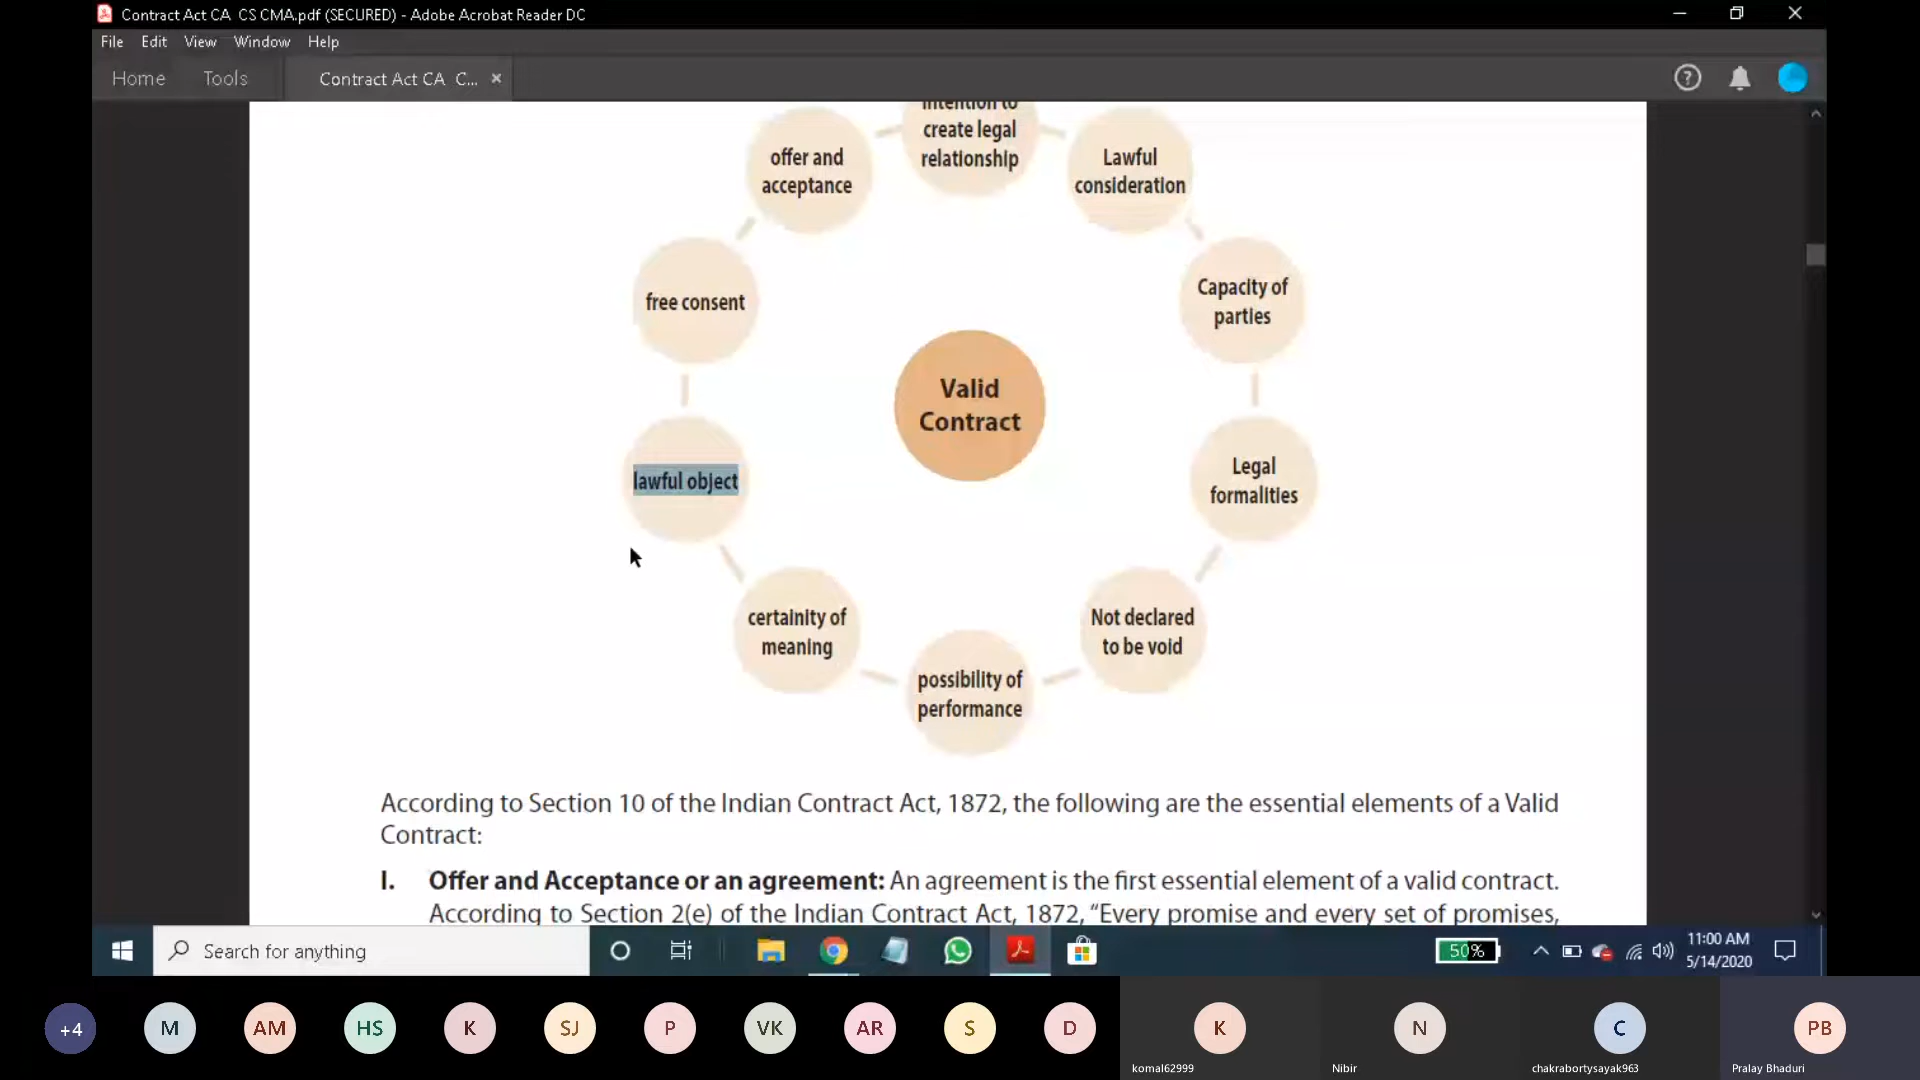 Contract Act CA CS CMA.pdf (SECURED) - Adobe Acrobat Reader DC
File Edit View Window Help
Home Tools Contract Act CA C... ×
intention to
create legal
relationship
offer and
acceptance
Lawful
consideration
free consent
Capacity of
parties
Valid
Contract
lawful object
Legal
formalities
certainity of
meaning
Not declared
to be void
possibility of
performance
According to Section 10 of the Indian Contract Act, 1872, the following are the essential elements of a Valid
Contract:
I. Offer and Acceptance or an agreement: An agreement is the first essential element of a valid contract.
According to Section 2(e) of the Indian Contract Act, 1872, “Every promise and every set of promises,
Search for anything
50%
11:00 AM
5/14/2020
+4 M AM HS K SJ P VK AR S D K N C PB
komal62999 Nibir chakrabortysayak963 Pralay Bhaduri